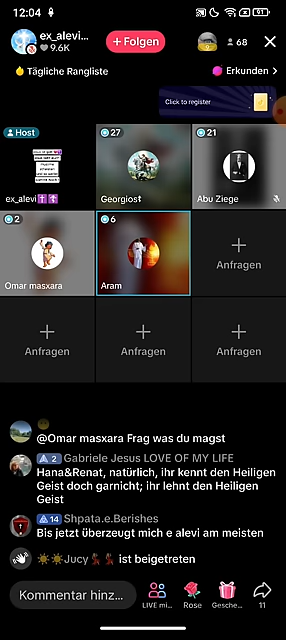 12:04
91
ex_alevi...
9.6K
+ Folgen
68
Tägliche Rangliste
Erkunden >
Click to register
Host
ex_alevi
27
Georgiost
21
Abu Ziege
2
Omar masxara
6
Aram
Anfragen
Anfragen
Anfragen
Anfragen
@Omar masxara Frag was du magst
2 Gabriele Jesus LOVE OF MY LIFE
Hana&Renat, natürlich, ihr kennt den Heiligen
Geist doch garnicht; ihr lehnt den Heiligen
Geist
14 Shpata.e.Berishes
Bis jetzt überzeugt mich e alevi am meisten
Jucy ist beigetreten
Kommentar hinz...
LIVE mi...
Rose
Gesche...
11